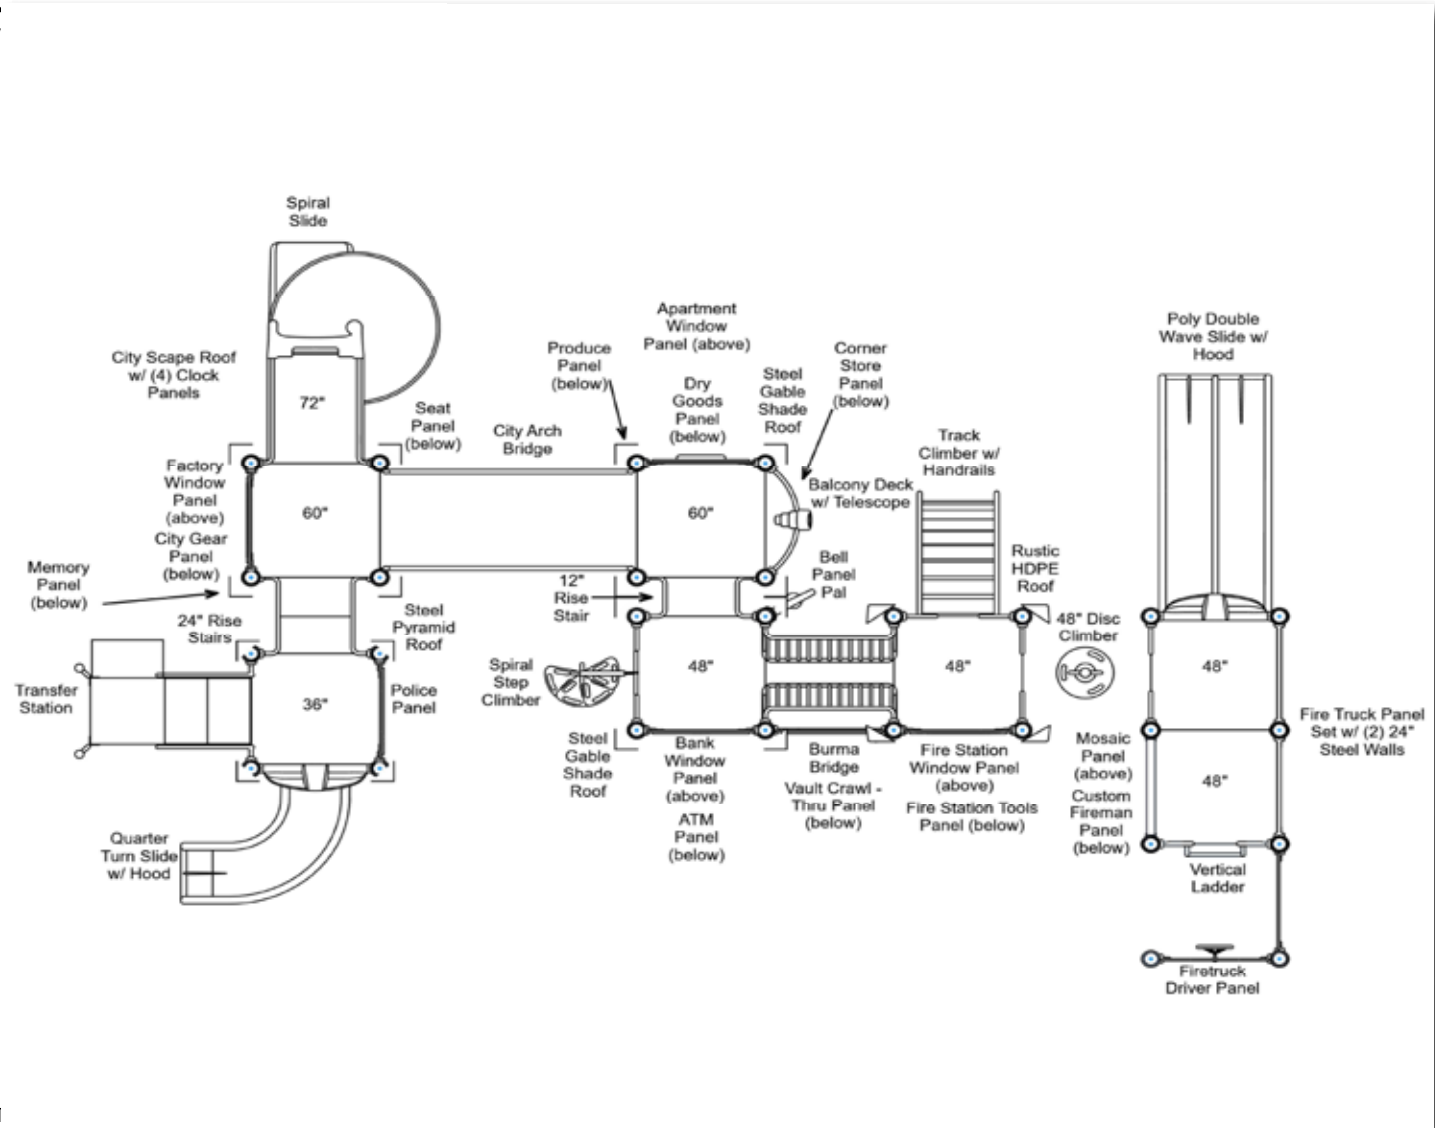 Spiral
Slide
City Scape Roof
w/ (4) Clock
Panels
72"
Seat
Panel
(below)
City Arch
Bridge
Produce
Panel
(below)
Apartment
Window
Panel (above)
Dry
Goods
Panel
(below)
Steel
Gable
Shade
Roof
Corner
Store
Panel
(below)
Poly Double
Wave Slide w/
Hood
Track
Climber w/
Handrails
Factory
Window
Panel
(above)
60"
60"
Balcony Deck
w/ Telescope
City Gear
Panel
(below)
Memory
Panel
(below)
24" Rise
Stairs
Steel
Pyramid
Roof
12"
Rise
Stair
Bell
Panel
Pal
Rustic
HDPE
Roof
48" Disc
Climber
Transfer
Station
36"
Police
Panel
Spiral
Step
Climber
48"
48"
48"
Fire Truck Panel
Set w/ (2) 24"
Steel Walls
Steel
Gable
Shade
Roof
Bank
Window
Panel
(above)
ATM
Panel
(below)
Burma
Bridge
Vault Crawl -
Thru Panel
(below)
Fire Station
Window Panel
(above)
Fire Station Tools
Panel (below)
Mosaic
Panel
(above)
Custom
Fireman
Panel
(below)
48"
Quarter
Turn Slide
w/ Hood
Vertical
Ladder
Firetruck
Driver Panel